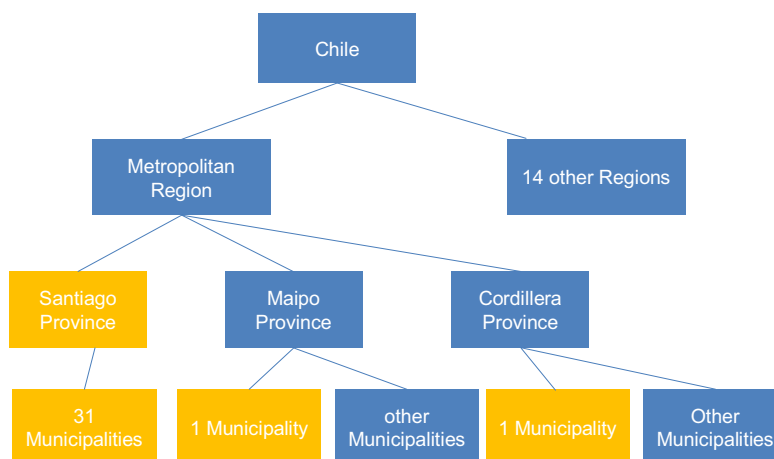 Chile
Metropolitan
Region
14 other Regions
Santiago
Province
Maipo
Province
Cordillera
Province
31
Municipalities
1 Municipality
other
Municipalities
1 Municipality
Other
Municipalities